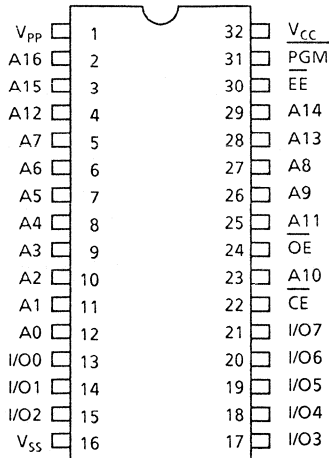 VPP 1 32 VCC
A16 2 31 PGM
A15 3 30 EE
A12 4 29 A14
A7 5 28 A13
A6 6 27 A8
A5 7 26 A9
A4 8 25 A11
A3 9 24 OE
A2 10 23 A10
A1 11 22 CE
A0 12 21 I/O7
I/O0 13 20 I/O6
I/O1 14 19 I/O5
I/O2 15 18 I/O4
VSS 16 17 I/O3